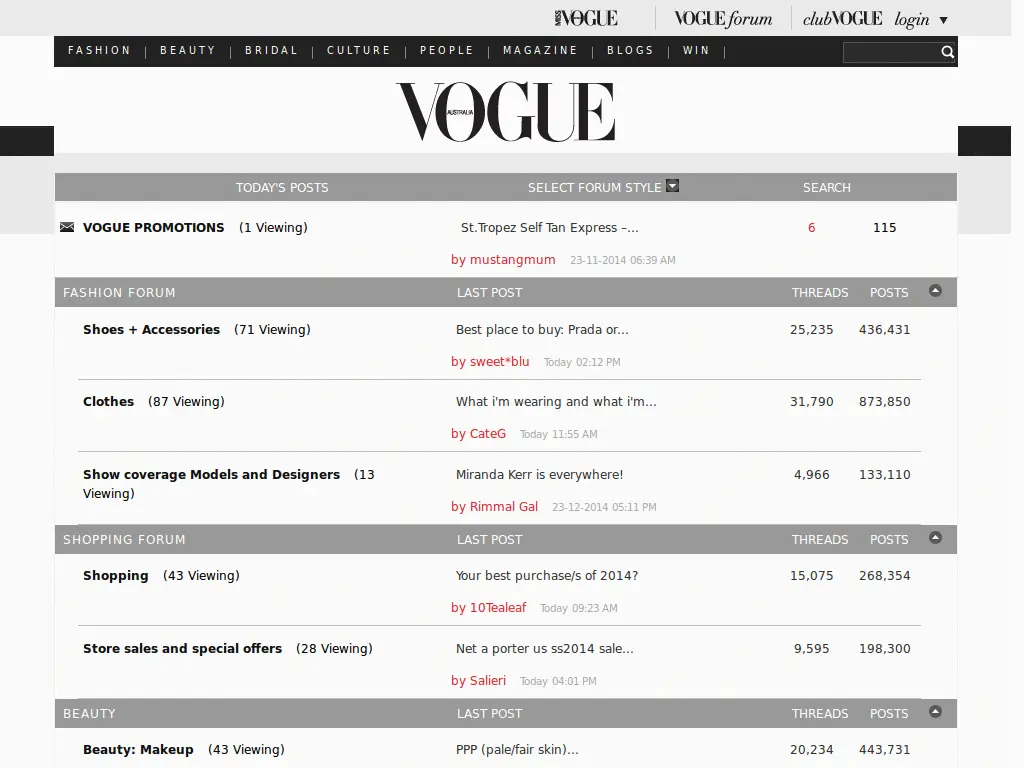 MISS VOGUE VOGUE forum clubVOGUE login ▼
FASHION | BEAUTY | BRIDAL | CULTURE | PEOPLE | MAGAZINE | BLOGS | WIN |
VOGUE
AUSTRALIA
TODAY'S POSTS SELECT FORUM STYLE SEARCH
VOGUE PROMOTIONS (1 Viewing) St.Tropez Self Tan Express –... 6 115
by mustangmum 23-11-2014 06:39 AM
FASHION FORUM LAST POST THREADS POSTS
Shoes + Accessories (71 Viewing) Best place to buy: Prada or... 25,235 436,431
by sweet*blu Today 02:12 PM
Clothes (87 Viewing) What i'm wearing and what i'm... 31,790 873,850
by CateG Today 11:55 AM
Show coverage Models and Designers (13 Miranda Kerr is everywhere! 4,966 133,110
Viewing)
by Rimmal Gal 23-12-2014 05:11 PM
SHOPPING FORUM LAST POST THREADS POSTS
Shopping (43 Viewing) Your best purchase/s of 2014? 15,075 268,354
by 10Tealeaf Today 09:23 AM
Store sales and special offers (28 Viewing) Net a porter us ss2014 sale... 9,595 198,300
by Salieri Today 04:01 PM
BEAUTY LAST POST THREADS POSTS
Beauty: Makeup (43 Viewing) PPP (pale/fair skin)... 20,234 443,731